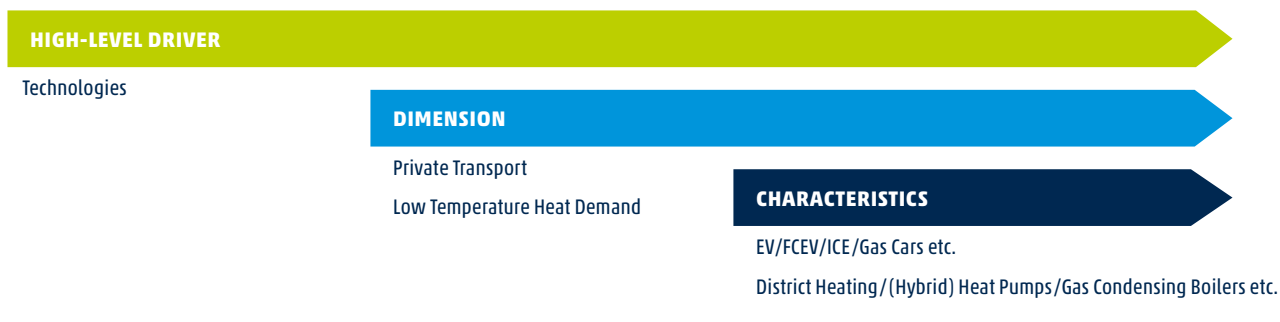 HIGH-LEVEL DRIVER
Technologies
DIMENSION
Private Transport
Low Temperature Heat Demand
CHARACTERISTICS
EV/FCEV/ICE/Gas Cars etc.
District Heating/(Hybrid) Heat Pumps/Gas Condensing Boilers etc.